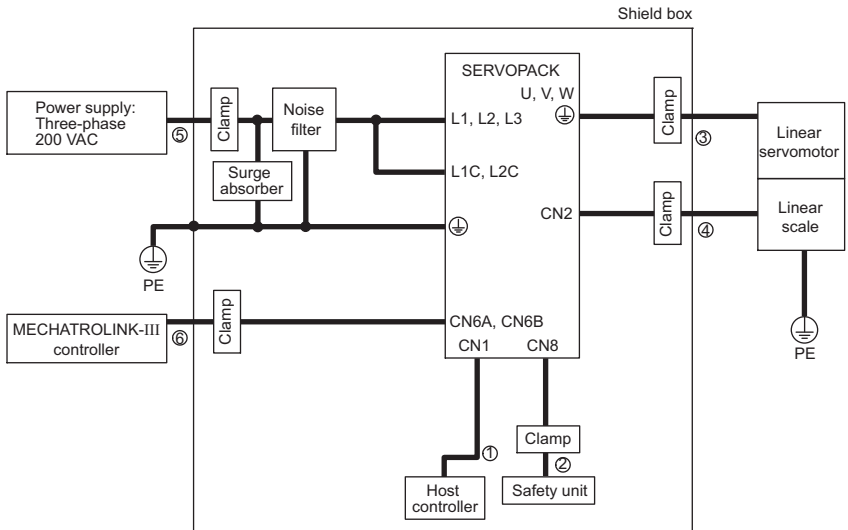 Shield box
SERVOPACK
U, V, W
Power supply:
Three-phase
200 VAC
⑤
Clamp
Noise
filter
L1, L2, L3
Clamp
③
Linear
servomotor
Surge
absorber
L1C, L2C
CN2
Clamp
④
Linear
scale
PE
PE
MECHATROLINK-III
controller
⑥
Clamp
CN6A, CN6B
CN1
CN8
Clamp
①
②
Host
controller
Safety unit